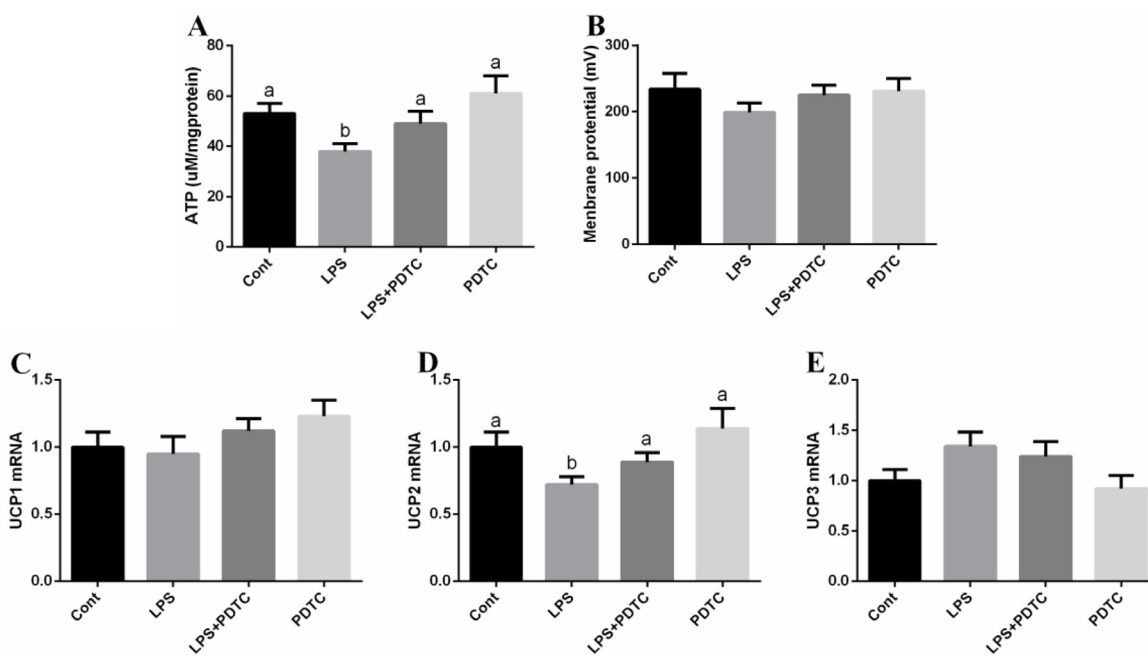 A
ATP (uM/mgprotein)
80
60
40
20
0
a
b
a
a
Cont
LPS
LPS+PDTC
PDTC
B
Menbrane protential (mV)
300
200
100
0
Cont
LPS
LPS+PDTC
PDTC
C
UCP1 mRNA
1.5
1.0
0.5
0.0
Cont
LPS
LPS+PDTC
PDTC
D
UCP2 mRNA
1.5
1.0
0.5
0.0
a
b
a
a
Cont
LPS
LPS+PDTC
PDTC
E
UCP3 mRNA
2.0
1.5
1.0
0.5
0.0
Cont
LPS
LPS+PDTC
PDTC